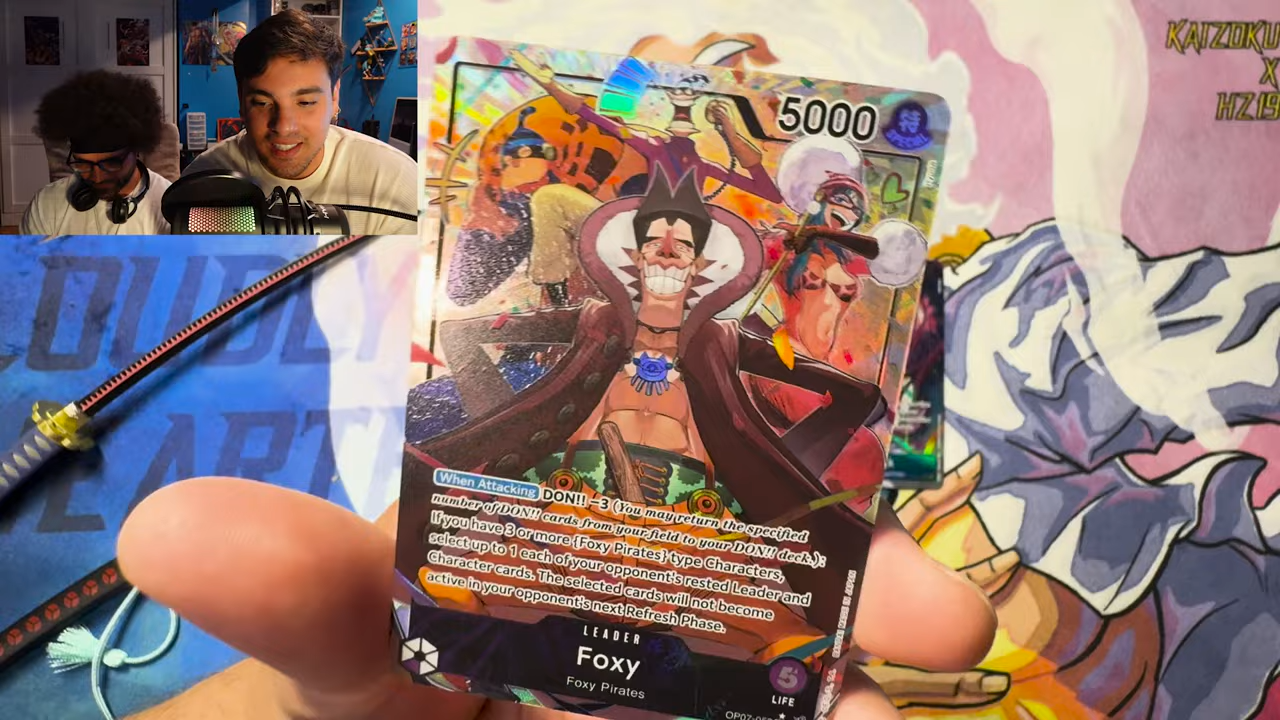 KAIZOKU
X
HZ19
LOUDLY
5000
When Attacking DON!! −3 (You may return the specified
number of DON!! cards from your field to your DON!! deck.):
If you have 3 or more {Foxy Pirates} type Characters,
select up to 1 each of your opponent's rested Leader and
Character cards. The selected cards will not become
active in your opponent's next Refresh Phase.
LEADER
Foxy
Foxy Pirates
5
LIFE